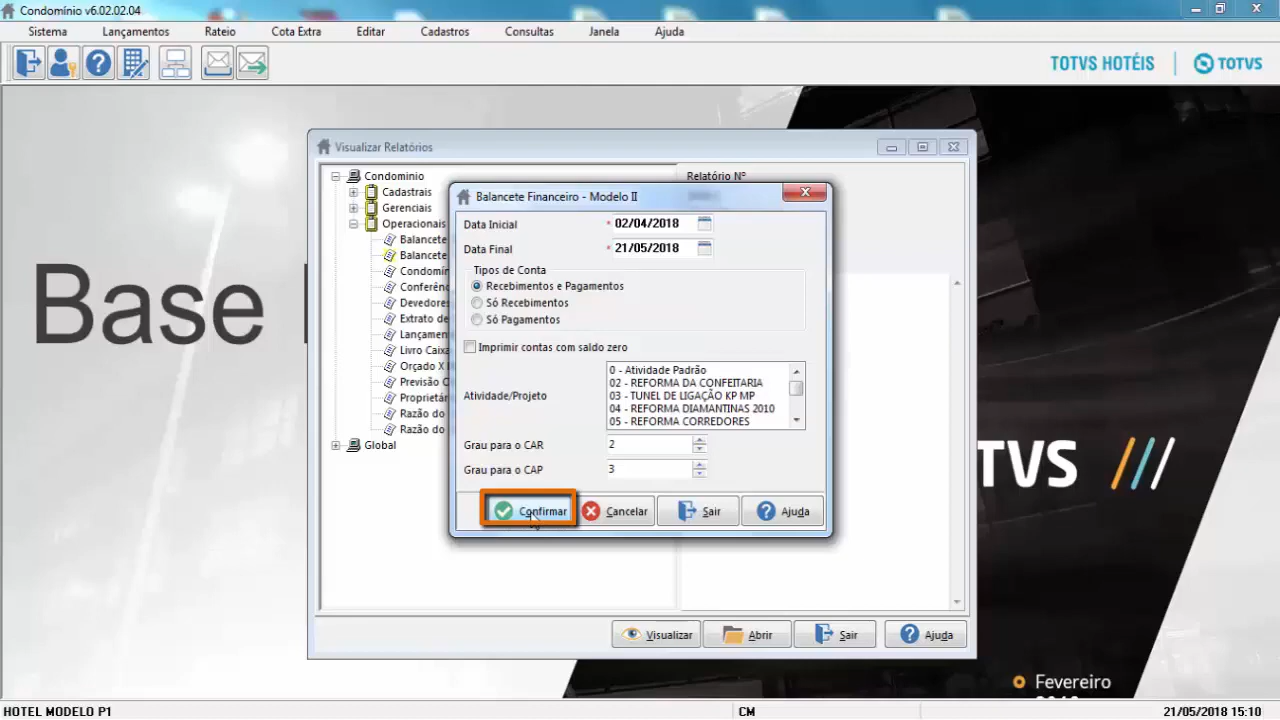 Condomínio v6.02.02.04
Sistema Lançamentos Rateio Cota Extra Editar Cadastros Consultas Janela Ajuda
TOTVS HOTÉIS TOTVS
Base
Visualizar Relatórios
Condominio
Cadastrais
Gerenciais
Operacionais
Balancete
Balancete
Condomín
Conferênc
Devedores
Extrato de
Lançamen
Livro Caixa
Orçado X
Previsão
Proprietár
Razão do
Razão do
Global
Relatório Nº
Balancete Financeiro - Modelo II
Data Inicial * 02/04/2018
Data Final * 21/05/2018
Tipos de Conta
Recebimentos e Pagamentos
Só Recebimentos
Só Pagamentos
Imprimir contas com saldo zero
Atividade/Projeto
0 - Atividade Padrão
02 - REFORMA DA CONFEITARIA
03 - TUNEL DE LIGAÇÃO KP MP
04 - REFORMA DIAMANTINAS 2010
05 - REFORMA CORREDORES
Grau para o CAR 2
Grau para o CAP 3
Confirmar Cancelar Sair Ajuda
Visualizar Abrir Sair Ajuda
TVS
Fevereiro
HOTEL MODELO P1 CM 21/05/2018 15:10